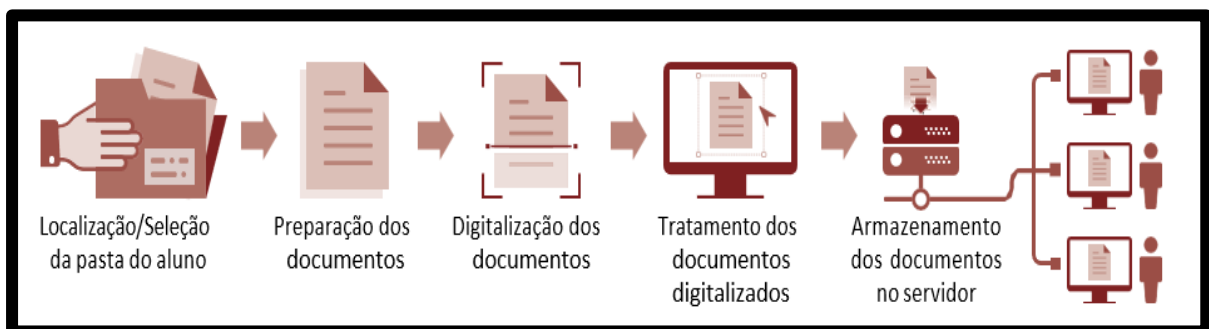 Localização/Seleção
da pasta do aluno
Preparação dos
documentos
Digitalização dos
documentos
Tratamento dos
documentos
digitalizados
Armazenamento
dos documentos
no servidor